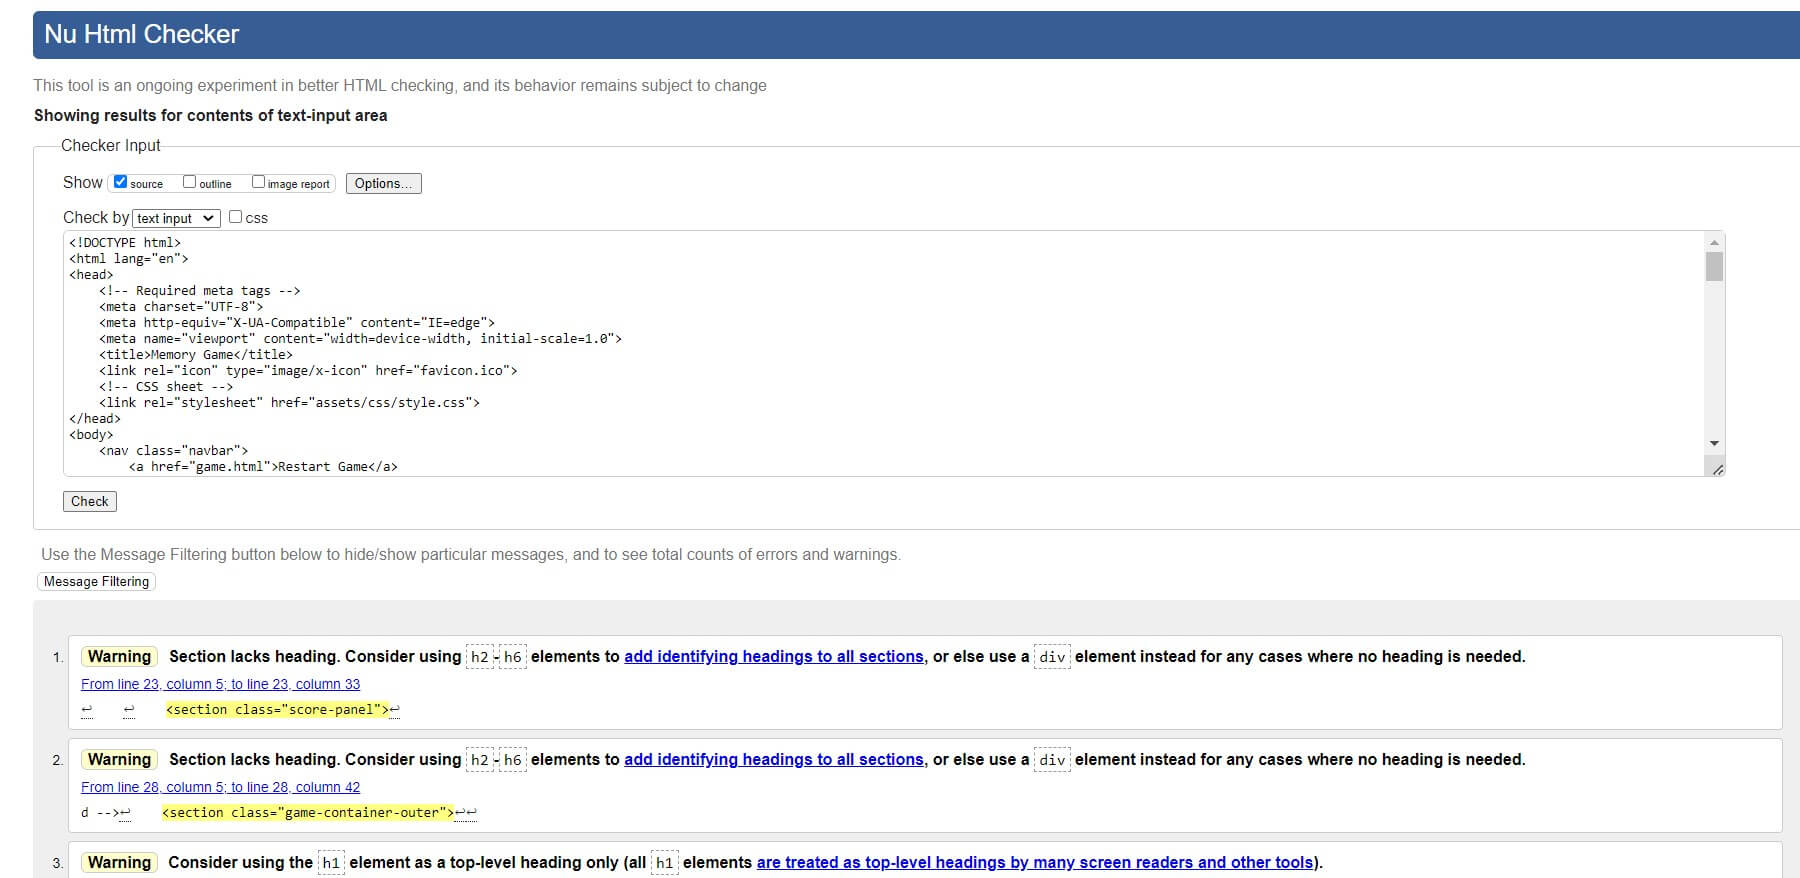 Nu Html Checker
This tool is an ongoing experiment in better HTML checking, and its behavior remains subject to change
Showing results for contents of text-input area
Checker Input
Show source outline image report Options...
Check by text input css
<!DOCTYPE html>
<html lang="en">
<head>
    <!-- Required meta tags -->
    <meta charset="UTF-8">
    <meta http-equiv="X-UA-Compatible" content="IE=edge">
    <meta name="viewport" content="width=device-width, initial-scale=1.0">
    <title>Memory Game</title>
    <link rel="icon" type="image/x-icon" href="favicon.ico">
    <!-- CSS sheet -->
    <link rel="stylesheet" href="assets/css/style.css">
</head>
<body>
    <nav class="navbar">
        <a href="game.html">Restart Game</a>
Check
Use the Message Filtering button below to hide/show particular messages, and to see total counts of errors and warnings.
Message Filtering
1. Warning Section lacks heading. Consider using h2-h6 elements to add identifying headings to all sections, or else use a div element instead for any cases where no heading is needed.
From line 23, column 5; to line 23, column 33
↩ ↩ <section class="score-panel">↩
2. Warning Section lacks heading. Consider using h2-h6 elements to add identifying headings to all sections, or else use a div element instead for any cases where no heading is needed.
From line 28, column 5; to line 28, column 42
d -->↩ <section class="game-container-outer">↩↩
3. Warning Consider using the h1 element as a top-level heading only (all h1 elements are treated as top-level headings by many screen readers and other tools).